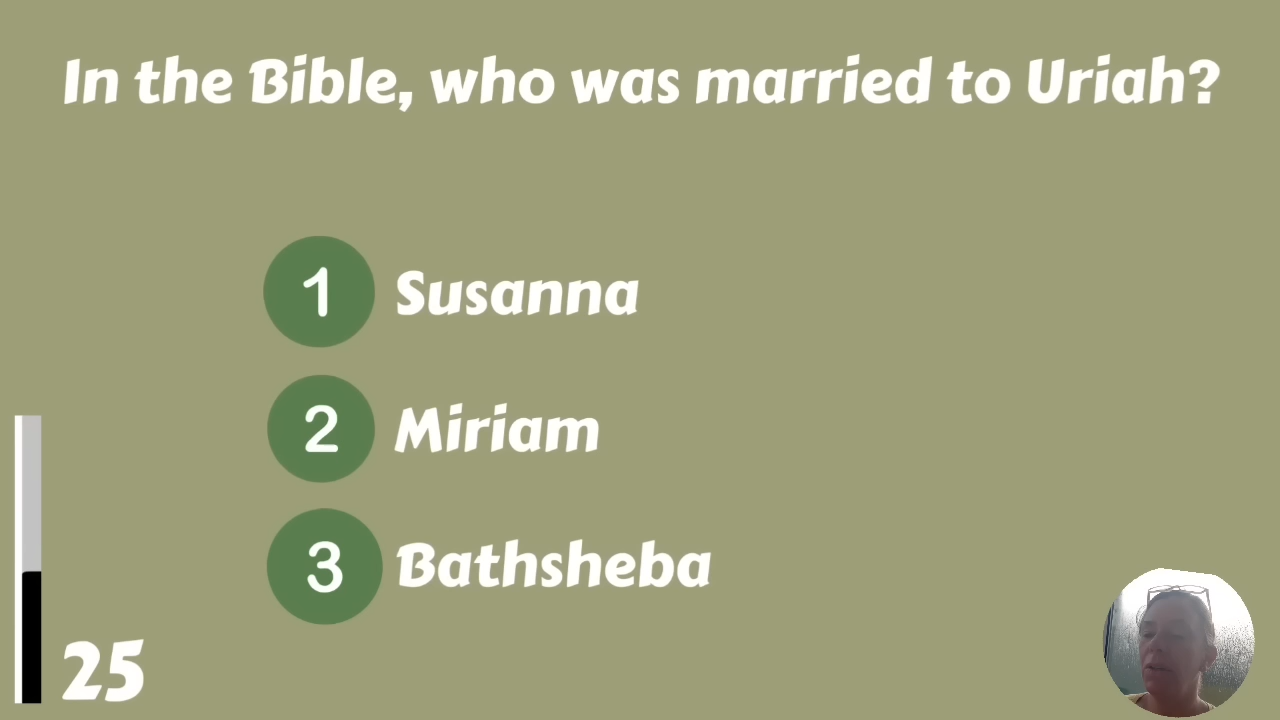 In the Bible, who was married to Uriah?
1 Susanna
2 Miriam
3 Bathsheba
25